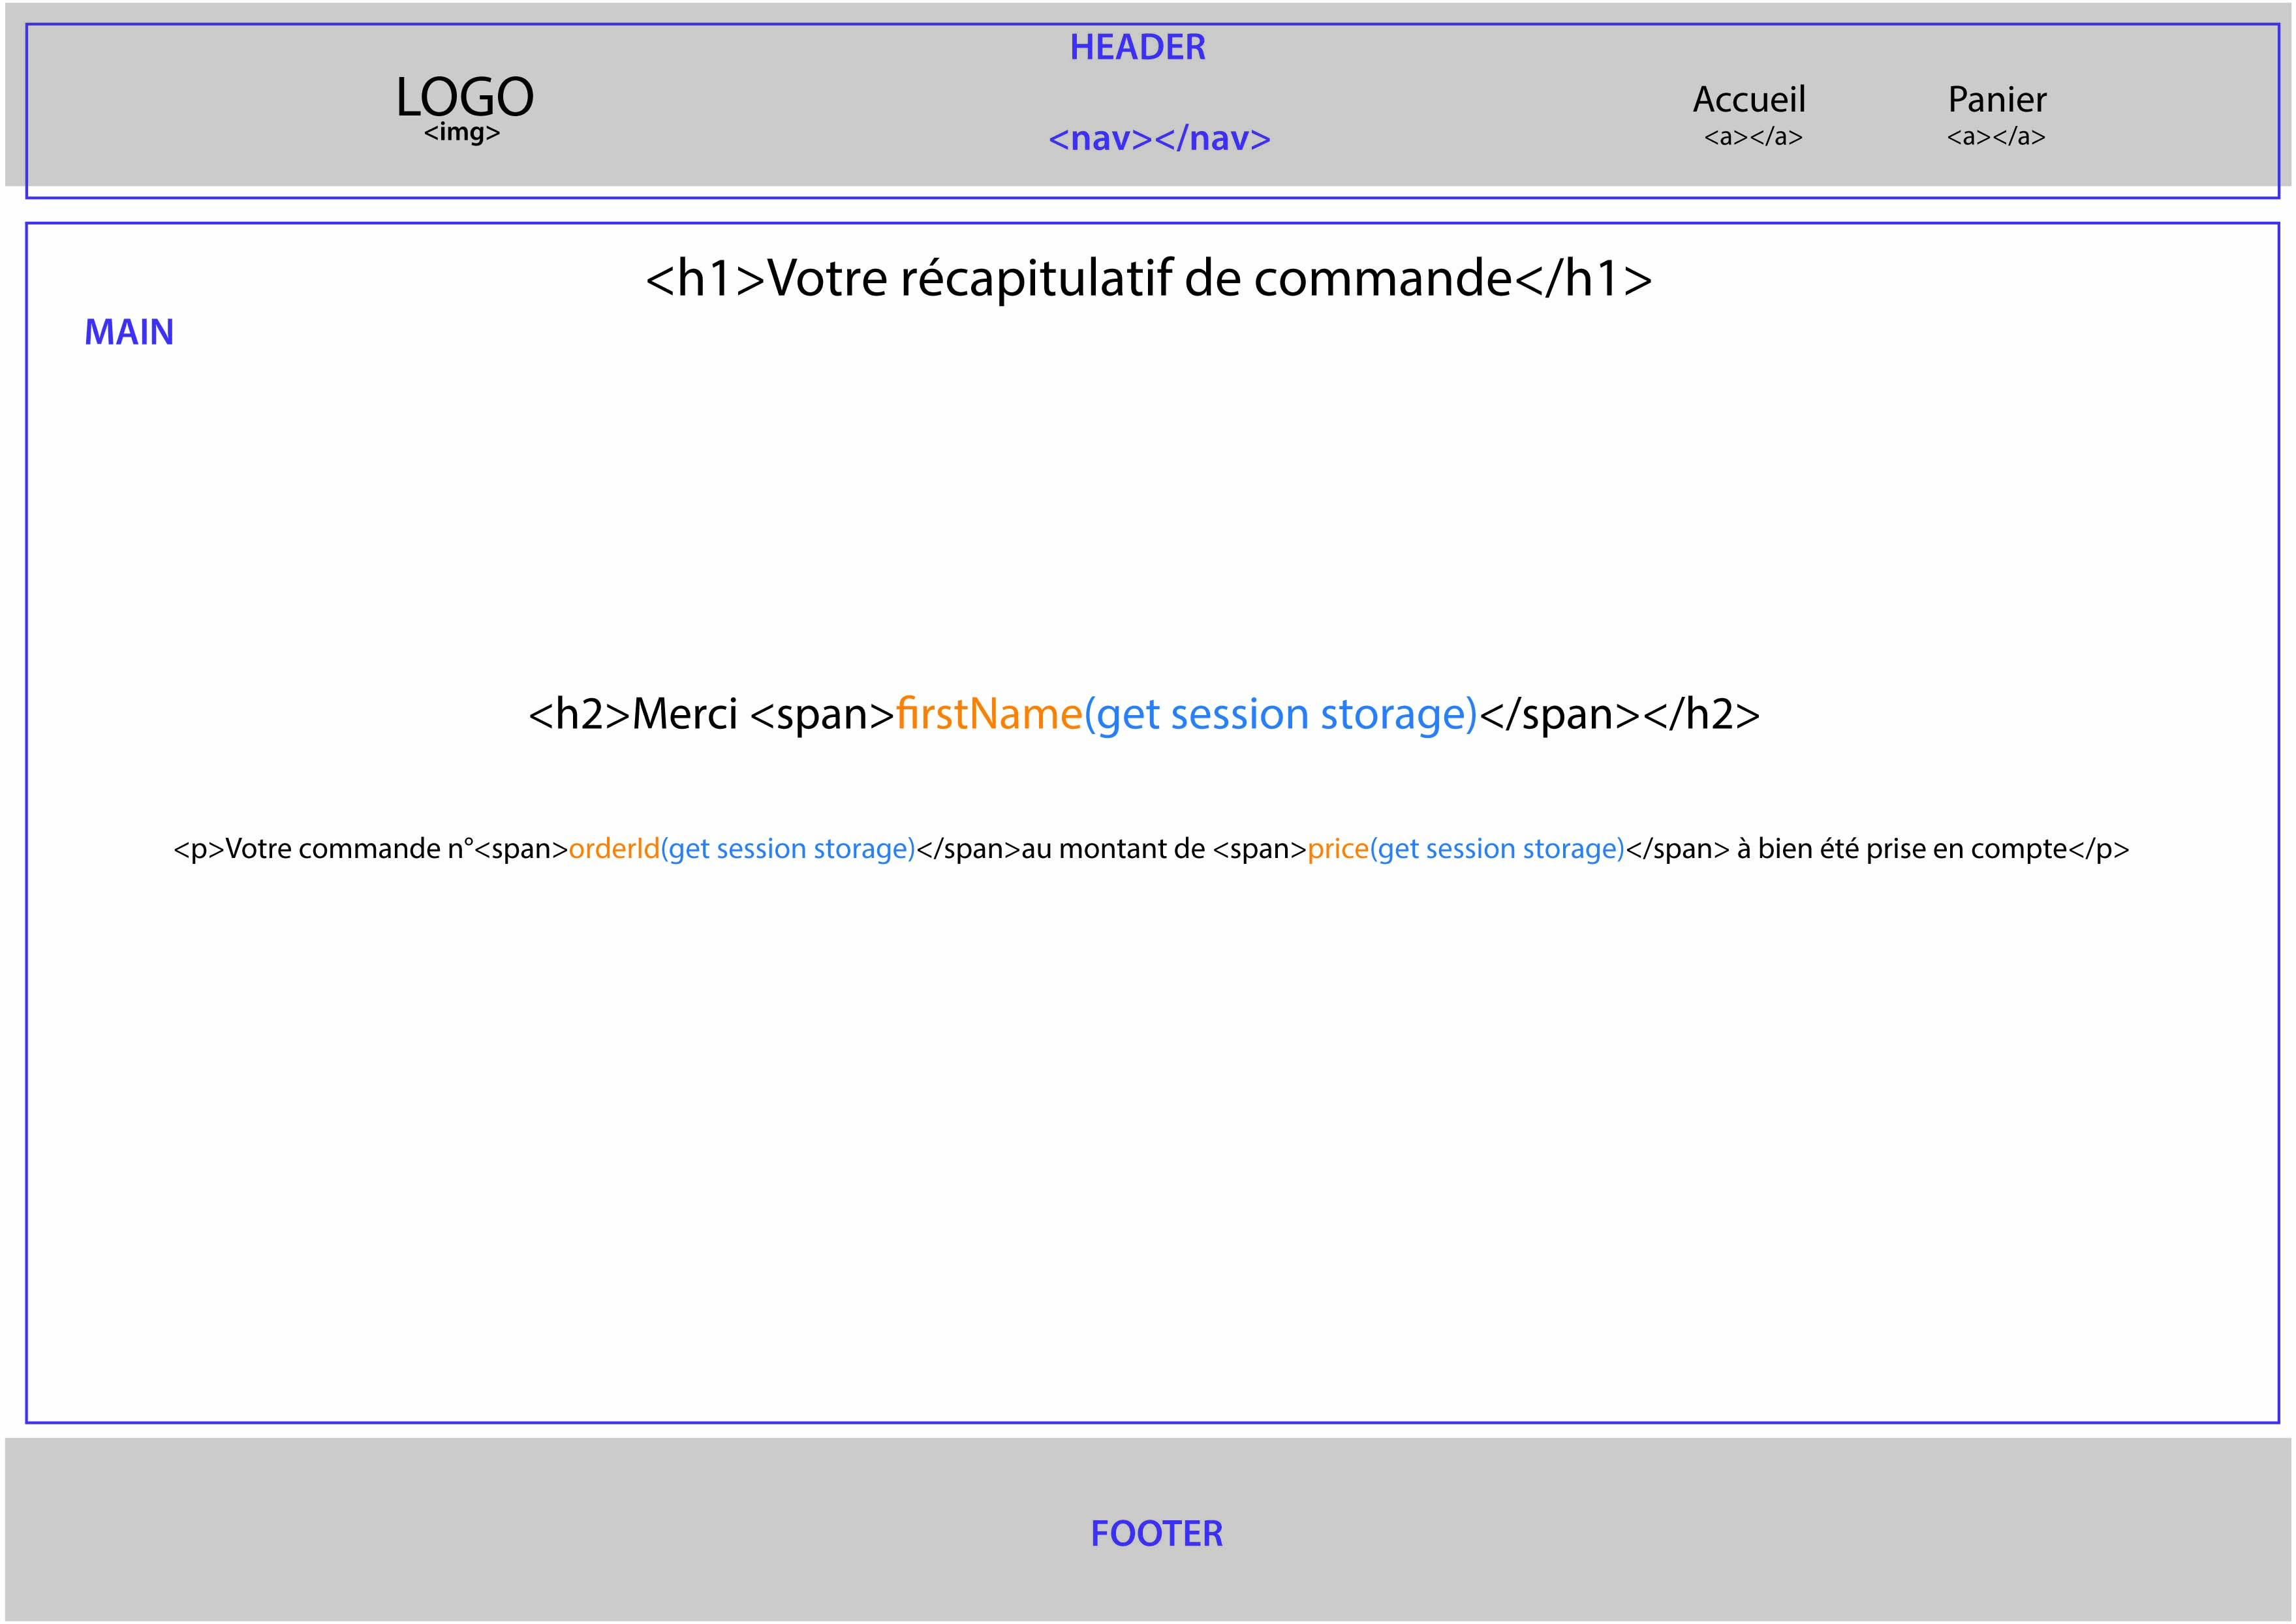 HEADER
LOGO
<img>
<nav></nav>
Accueil
<a></a>
Panier
<a></a>
<h1>Votre récapitulatif de commande</h1>
MAIN
<h2>Merci <span>firstName(get session storage)</span></h2>
<p>Votre commande n°<span>orderId(get session storage)</span>au montant de <span>price(get session storage)</span> à bien été prise en compte</p>
FOOTER